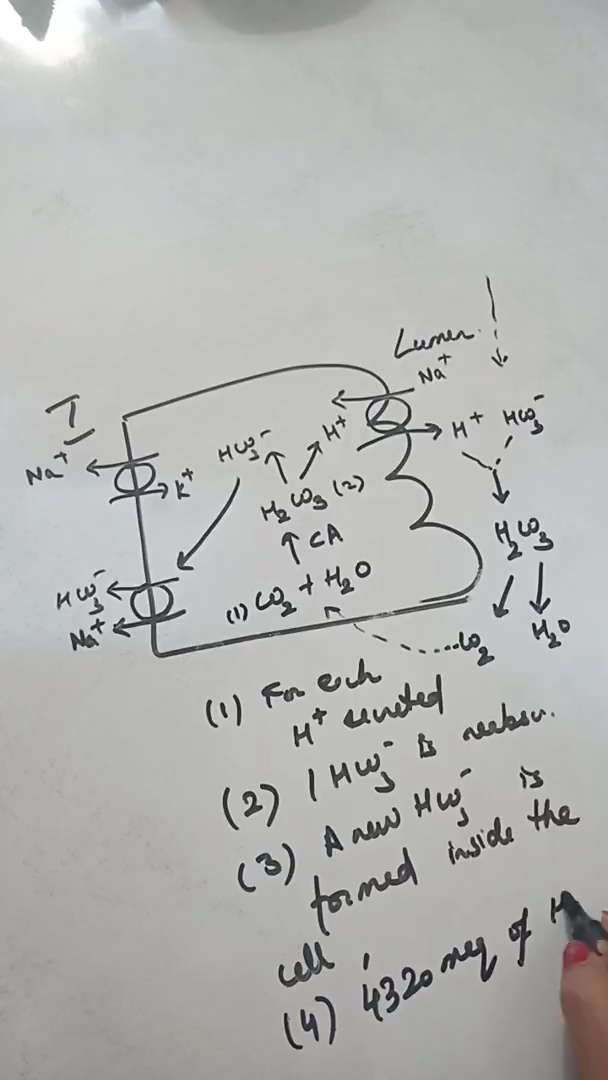 Lumen.
Na⁺
I
H⁺ HCO₃⁻
HCO₃⁻ H⁺
Na⁺ K⁺
H₂CO₃ (2)
H₂CO₃
CA
HCO₃⁻ (1) CO₂ + H₂O
Na⁺
CO₂ H₂O
(1) For each
H⁺ secreted
(2) 1 HCO₃⁻ is reabsor.
(3) A new HCO₃⁻ is
formed inside the
cell,
(4) 4320 meq of H